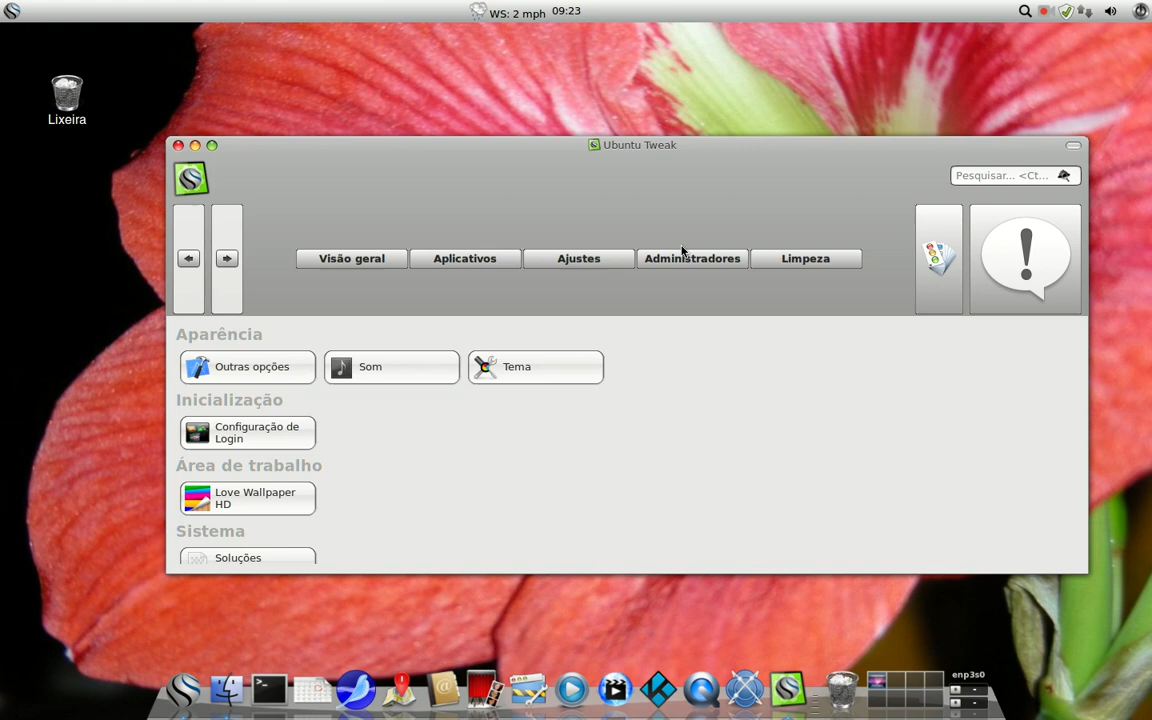 WS: 2 mph 09:23
Lixeira
Ubuntu Tweak
Pesquisar... <Ct...
Visão geral Aplicativos Ajustes Administradores Limpeza
Aparência
Outras opções Som Tema
Inicialização
Configuração de
Login
Área de trabalho
Love Wallpaper
HD
Sistema
Soluções
enp3s0